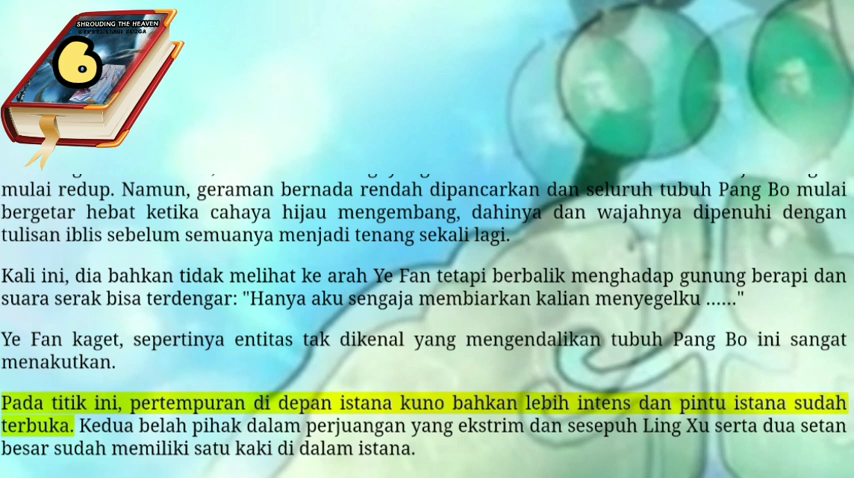 SHROUDING THE HEAVEN
6
mulai redup. Namun, geraman bernada rendah dipancarkan dan seluruh tubuh Pang Bo mulai
bergetar hebat ketika cahaya hijau mengembang, dahinya dan wajahnya dipenuhi dengan
tulisan iblis sebelum semuanya menjadi tenang sekali lagi.
Kali ini, dia bahkan tidak melihat ke arah Ye Fan tetapi berbalik menghadap gunung berapi dan
suara serak bisa terdengar: "Hanya aku sengaja membiarkan kalian menyegelku ......"
Ye Fan kaget, sepertinya entitas tak dikenal yang mengendalikan tubuh Pang Bo ini sangat
menakutkan.
Pada titik ini, pertempuran di depan istana kuno bahkan lebih intens dan pintu istana sudah
terbuka. Kedua belah pihak dalam perjuangan yang ekstrim dan sesepuh Ling Xu serta dua setan
besar sudah memiliki satu kaki di dalam istana.